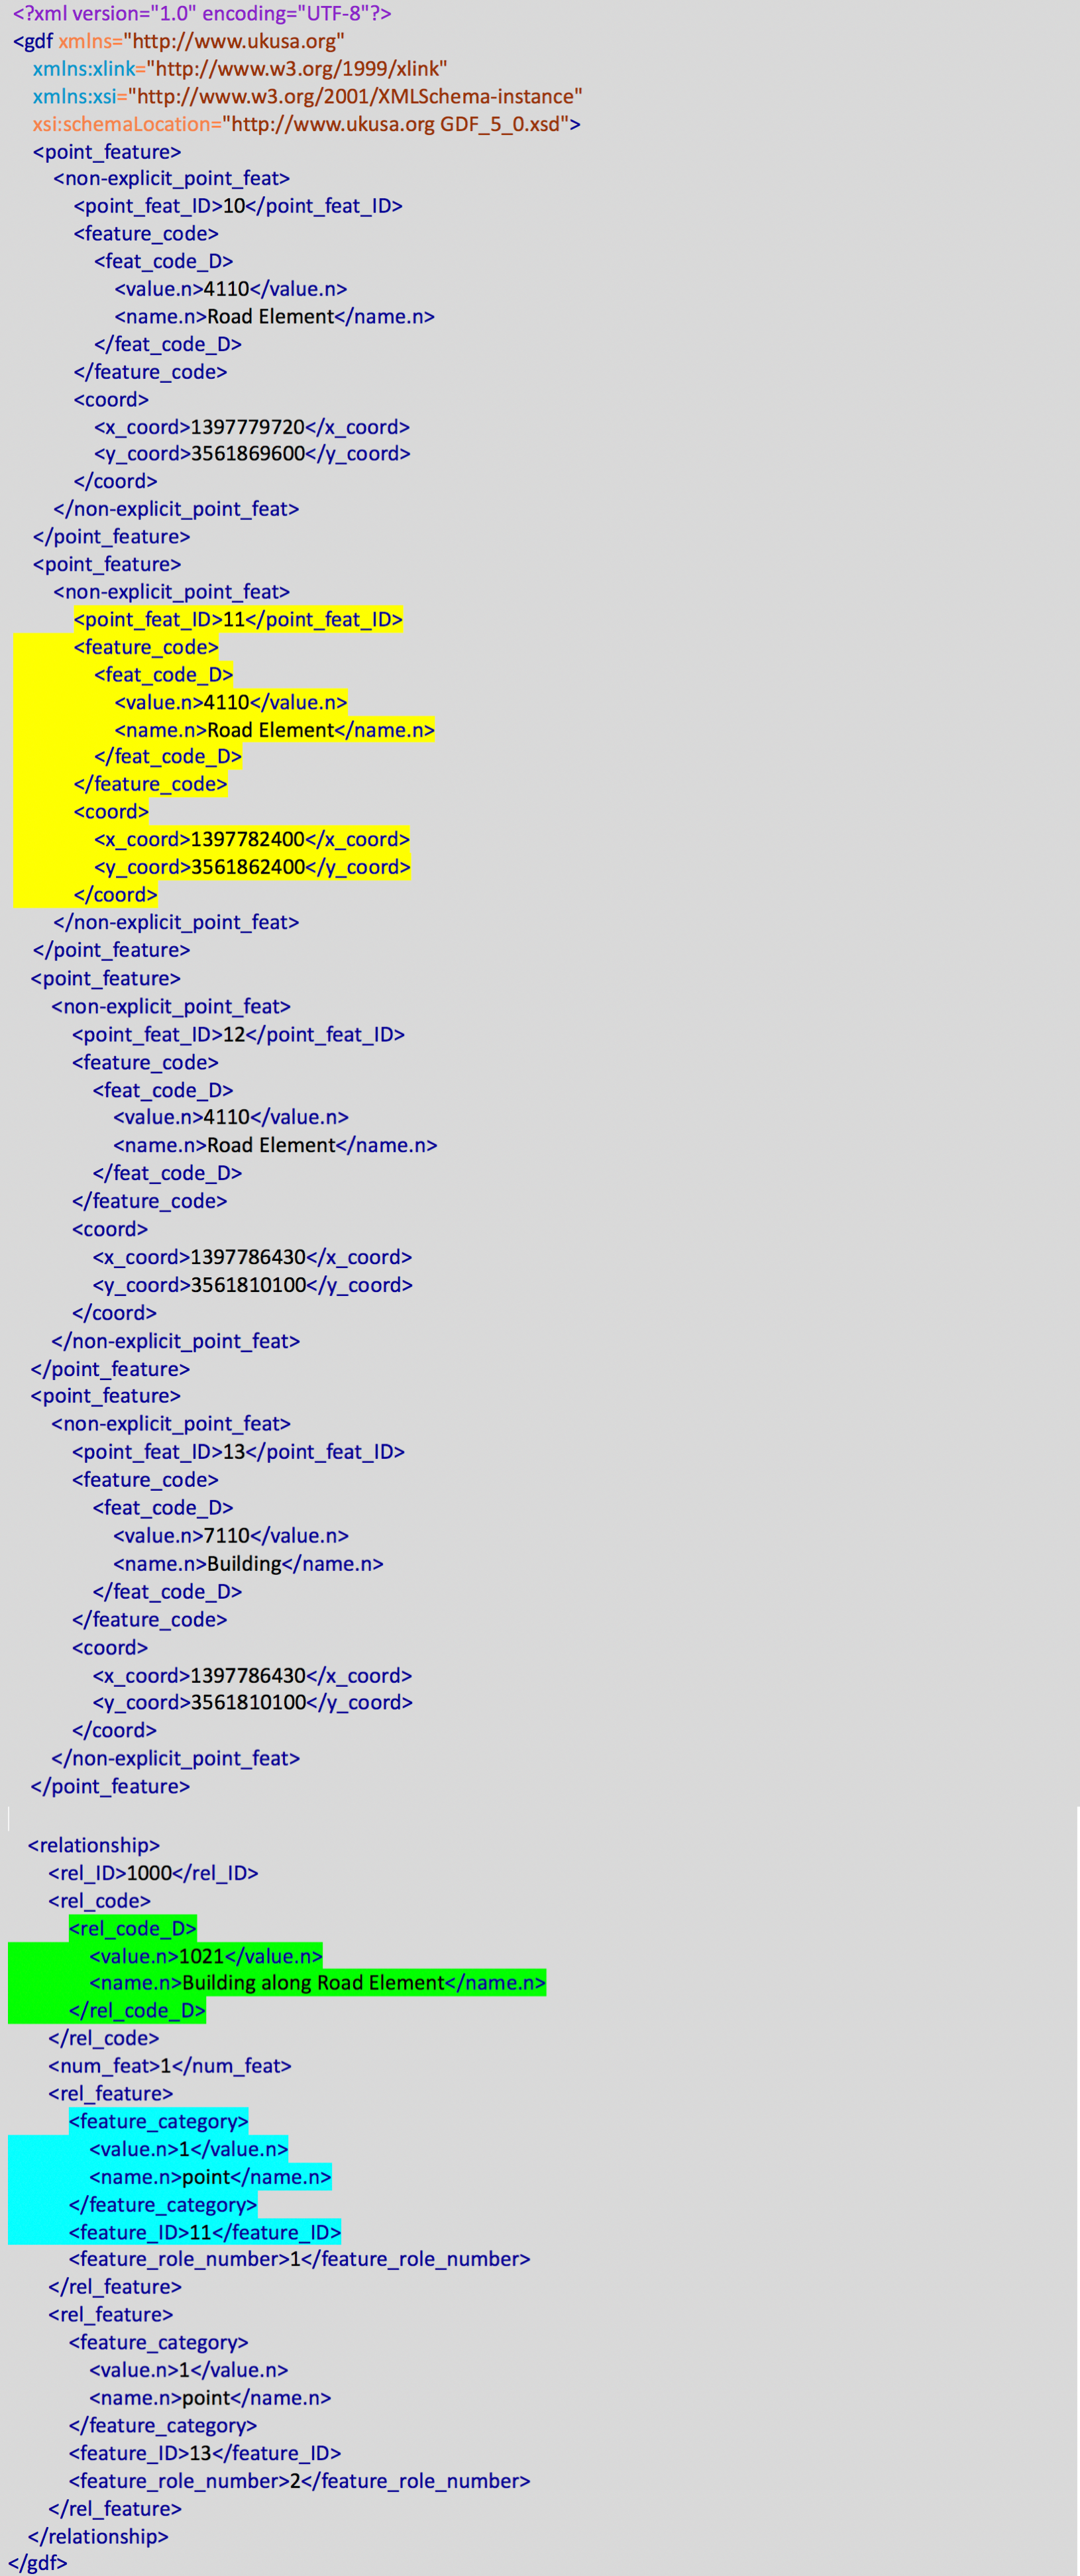 <?xml version="1.0" encoding="UTF-8"?>
<gdf xmlns="http://www.ukusa.org"
xmlns:xlink="http://www.w3.org/1999/xlink"
xmlns:xsi="http://www.w3.org/2001/XMLSchema-instance"
xsi:schemaLocation="http://www.ukusa.org GDF_5_0.xsd">
<point_feature>
<non-explicit_point_feat>
<point_feat_ID>10</point_feat_ID>
<feature_code>
<feat_code_D>
<value.n>4110</value.n>
<name.n>Road Element</name.n>
</feat_code_D>
</feature_code>
<coord>
<x_coord>1397779720</x_coord>
<y_coord>3561869600</y_coord>
</coord>
</non-explicit_point_feat>
</point_feature>
<point_feature>
<non-explicit_point_feat>
<point_feat_ID>11</point_feat_ID>
<feature_code>
<feat_code_D>
<value.n>4110</value.n>
<name.n>Road Element</name.n>
</feat_code_D>
</feature_code>
<coord>
<x_coord>1397782400</x_coord>
<y_coord>3561862400</y_coord>
</coord>
</non-explicit_point_feat>
</point_feature>
<point_feature>
<non-explicit_point_feat>
<point_feat_ID>12</point_feat_ID>
<feature_code>
<feat_code_D>
<value.n>4110</value.n>
<name.n>Road Element</name.n>
</feat_code_D>
</feature_code>
<coord>
<x_coord>1397786430</x_coord>
<y_coord>3561810100</y_coord>
</coord>
</non-explicit_point_feat>
</point_feature>
<point_feature>
<non-explicit_point_feat>
<point_feat_ID>13</point_feat_ID>
<feature_code>
<feat_code_D>
<value.n>7110</value.n>
<name.n>Building</name.n>
</feat_code_D>
</feature_code>
<coord>
<x_coord>1397786430</x_coord>
<y_coord>3561810100</y_coord>
</coord>
</non-explicit_point_feat>
</point_feature>
<relationship>
<rel_ID>1000</rel_ID>
<rel_code>
<rel_code_D>
<value.n>1021</value.n>
<name.n>Building along Road Element</name.n>
</rel_code_D>
</rel_code>
<num_feat>1</num_feat>
<rel_feature>
<feature_category>
<value.n>1</value.n>
<name.n>point</name.n>
</feature_category>
<feature_ID>11</feature_ID>
<feature_role_number>1</feature_role_number>
</rel_feature>
<rel_feature>
<feature_category>
<value.n>1</value.n>
<name.n>point</name.n>
</feature_category>
<feature_ID>13</feature_ID>
<feature_role_number>2</feature_role_number>
</rel_feature>
</relationship>
</gdf>